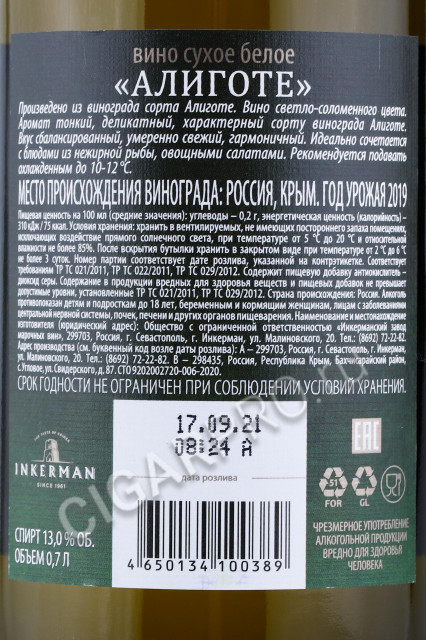 вино сухое белое
«АЛИГОТЕ»
Произведено из винограда сорта Алиготе. Вино светло-соломенного цвета.
Аромат тонкий, деликатный, характерный сорту винограда Алиготе.
Вкус сбалансированный, умеренно свежий, гармоничный. Идеально сочетается
с блюдами из нежирной рыбы, овощными салатами. Рекомендуется подавать
охлажденным до 10-12 °C.
МЕСТО ПРОИСХОЖДЕНИЯ ВИНОГРАДА: РОССИЯ, КРЫМ. ГОД УРОЖАЯ 2019
Пищевая ценность на 100 мл (средние значения): углеводы – 0,2 г, энергетическая ценность (калорийность) –
310 кДж / 75 ккал. Условия хранения: хранить в вентилируемых, не имеющих постороннего запаха помещениях,
исключающих воздействие прямого солнечного света, при температуре от 5 °C до 20 °C и относительной
влажности не более 85%. После вскрытия бутылки хранить в закрытом виде при температуре от 2 °C до 6 °C
не более 3 суток. Номер партии соответствует дате розлива, указанной на контрэтикетке. Соответствует
требованиям ТР ТС 021/2011, ТР ТС 022/2011, ТР ТС 029/2012. Содержит пищевую добавку антиокислитель –
диоксид серы. Содержание в продукции вредных для здоровья веществ и пищевых добавок не превышает
допустимые уровни, установленные ТР ТС 021/2011, ТР ТС 029/2012. Страна происхождения: Россия. Алкоголь
противопоказан детям и подросткам до 18 лет, беременным и кормящим женщинам, лицам с заболеваниями
центральной нервной системы, почек, печени и других органов пищеварения. Наименование и местонахождение
изготовителя (юридический адрес): Общество с ограниченной ответственностью «Инкерманский завод
марочных вин», Россия, г. Севастополь, г. Инкерман, ул. Малиновского, 20. Тел.: (8692) 72-22-82.
Адрес производства (см. буквенный код возле даты розлива): А – 299703, Россия, г. Севастополь, г. Инкерман,
ул. Малиновского, 20. Тел.: (8692) 72-22-82. В – 298435, Россия, Республика Крым, Бахчисарайский район,
с. Угловое, ул. Свидерского, д. 87. СТО 9202002720-006-2020.
СРОК ГОДНОСТИ НЕ ОГРАНИЧЕН ПРИ СОБЛЮДЕНИИ УСЛОВИЙ ХРАНЕНИЯ.
17.09.21
08:24 А
дата розлива
INKERMAN
SINCE 1961
EAC
51
FOR
GL
СПИРТ 13,0 % ОБ.
ОБЪЕМ 0,7 Л
4 650134 100389
ЧРЕЗМЕРНОЕ УПОТРЕБЛЕНИЕ
АЛКОГОЛЬНОЙ ПРОДУКЦИИ
ВРЕДНО ДЛЯ ЗДОРОВЬЯ
ЧЕЛОВЕКА